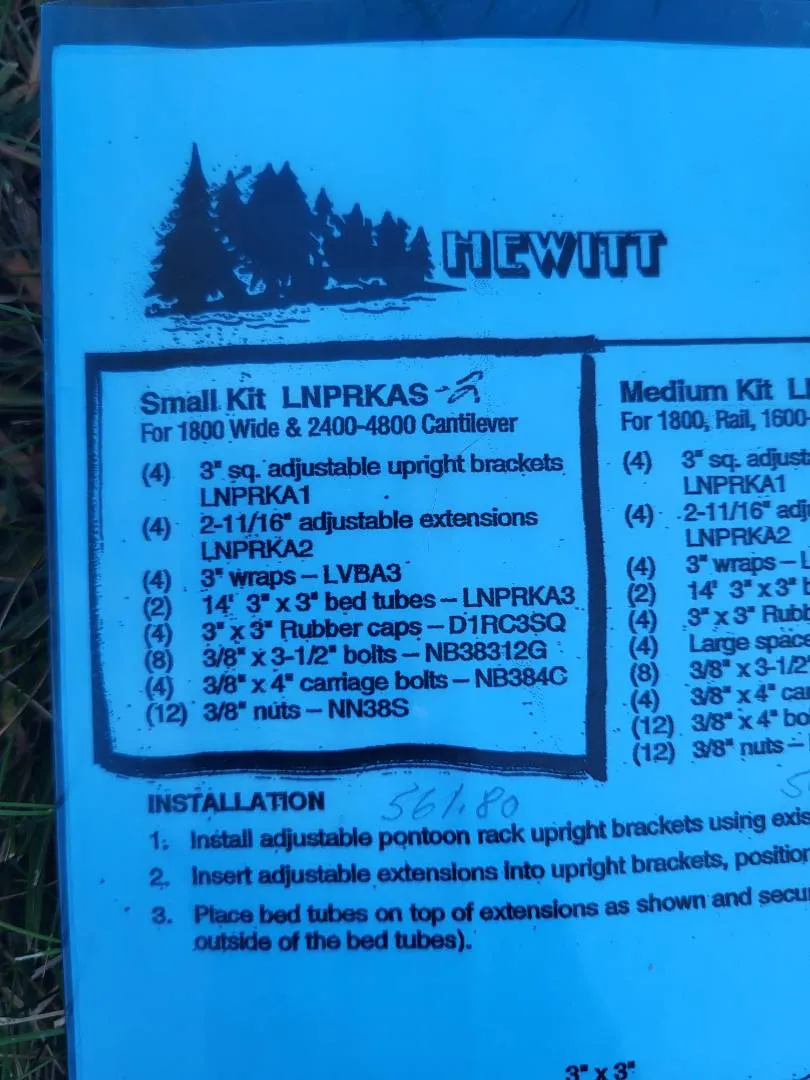 HEWITT
Small Kit LNPRKAS
For 1800 Wide & 2400-4800 Cantilever
(4) 3" sq. adjustable upright brackets
LNPRKA1
(4) 2-11/16" adjustable extensions
LNPRKA2
(4) 3" wraps – LVBA3
(2) 14' 3" x 3" bed tubes – LNPRKA3
(4) 3" x 3" Rubber caps – D1RC3SQ
(8) 3/8" x 3-1/2" bolts – NB38312G
(4) 3/8" x 4" carriage bolts – NB384C
(12) 3/8" nuts – NN38S
Medium Kit
For 1800, Rail, 1600-
(4) 3" sq. adjust
LNPRKA1
(4) 2-11/16" adj
LNPRKA2
(4) 3" wraps –
(2) 14' 3" x 3"
(4) 3" x 3" Rubb
(4) Large space
(8) 3/8" x 3-1/2
(4) 3/8" x 4" ca
(12) 3/8" x 4" bo
(12) 3/8" nuts –
561.80
INSTALLATION
1. Install adjustable pontoon rack upright brackets using exis
2. Insert adjustable extensions into upright brackets, position
3. Place bed tubes on top of extensions as shown and secu
outside of the bed tubes).
3" x 3"